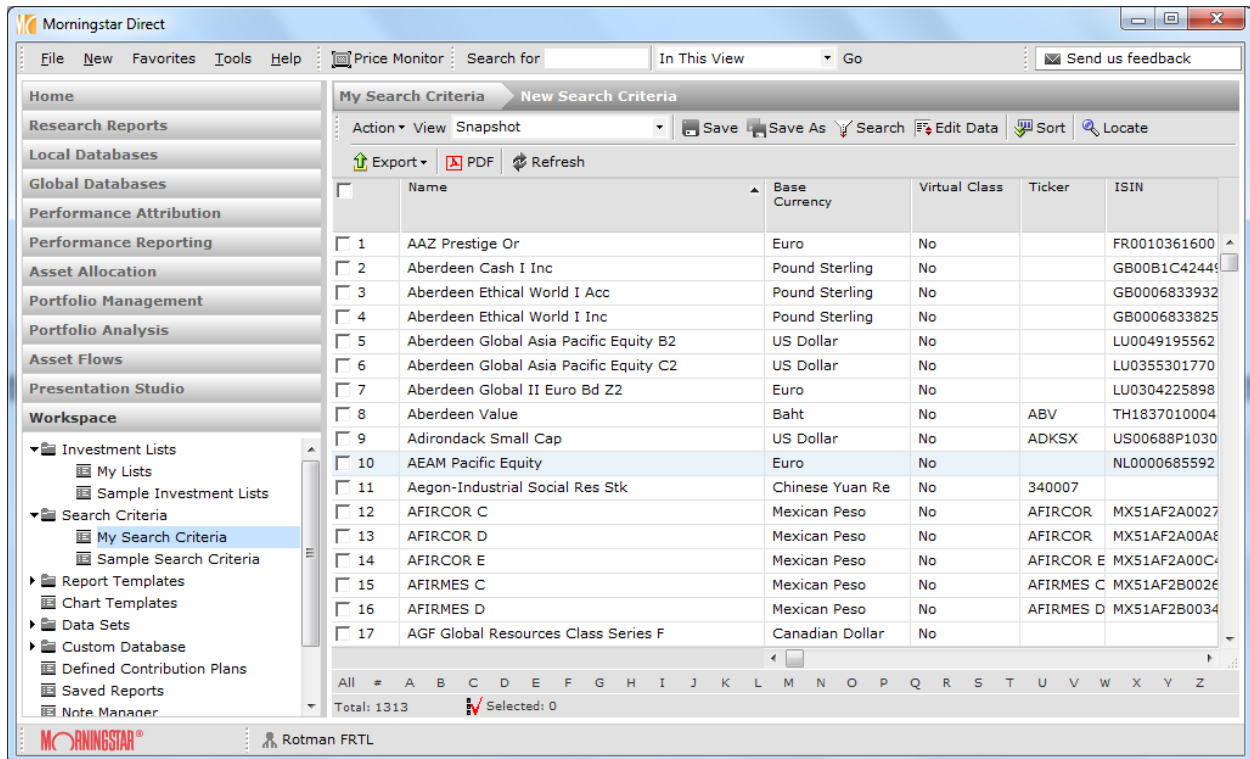 Morningstar Direct
File New Favorites Tools Help Price Monitor Search for In This View Go Send us feedback
Home
Research Reports
Local Databases
Global Databases
Performance Attribution
Performance Reporting
Asset Allocation
Portfolio Management
Portfolio Analysis
Asset Flows
Presentation Studio
Workspace
Investment Lists
My Lists
Sample Investment Lists
Search Criteria
My Search Criteria
Sample Search Criteria
Report Templates
Chart Templates
Data Sets
Custom Database
Defined Contribution Plans
Saved Reports
Note Manager
My Search Criteria New Search Criteria
Action View Snapshot Save Save As Search Edit Data Sort Locate
Export PDF Refresh
Name Base Currency Virtual Class Ticker ISIN
1 AAZ Prestige Or Euro No FR0010361600
2 Aberdeen Cash I Inc Pound Sterling No GB00B1C42449
3 Aberdeen Ethical World I Acc Pound Sterling No GB0006833932
4 Aberdeen Ethical World I Inc Pound Sterling No GB0006833825
5 Aberdeen Global Asia Pacific Equity B2 US Dollar No LU0049195562
6 Aberdeen Global Asia Pacific Equity C2 US Dollar No LU0355301770
7 Aberdeen Global II Euro Bd Z2 Euro No LU0304225898
8 Aberdeen Value Baht No ABV TH1837010004
9 Adirondack Small Cap US Dollar No ADKSX US00688P1030
10 AEAM Pacific Equity Euro No NL0000685592
11 Aegon-Industrial Social Res Stk Chinese Yuan Re No 340007
12 AFIRCOR C Mexican Peso No AFIRCOR MX51AF2A0027
13 AFIRCOR D Mexican Peso No AFIRCOR MX51AF2A00A8
14 AFIRCOR E Mexican Peso No AFIRCOR E MX51AF2A00C4
15 AFIRMES C Mexican Peso No AFIRMES C MX51AF2B0026
16 AFIRMES D Mexican Peso No AFIRMES D MX51AF2B0034
17 AGF Global Resources Class Series F Canadian Dollar No
All # A B C D E F G H I J K L M N O P Q R S T U V W X Y Z
Total: 1313 Selected: 0
MORNINGSTAR® Rotman FRTL